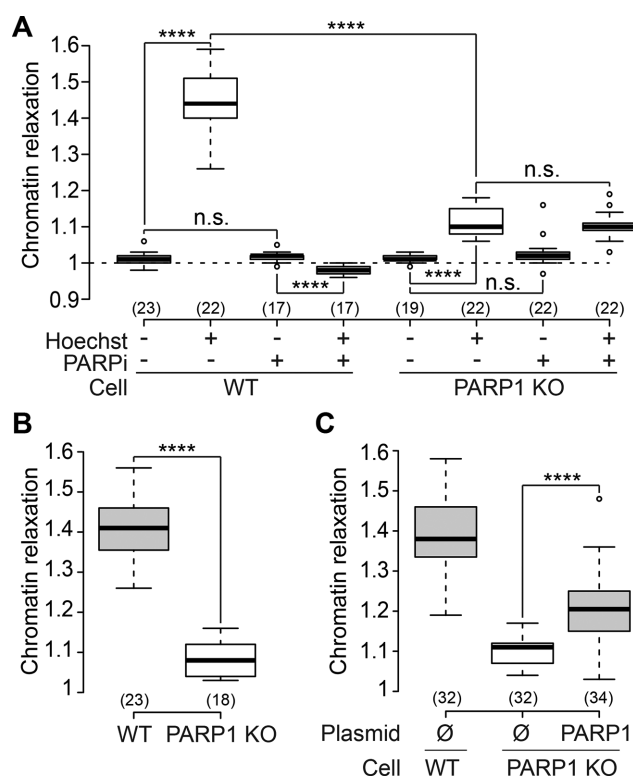 A
Chromatin relaxation
1.6
1.5
1.4
1.3
1.2
1.1
1
0.9
****
****
n.s.
****
n.s.
****
n.s.
(23) (22) (17) (17) (19) (22) (22) (22)
Hoechst - + - + - + - +
PARPi - - + + - - + +
Cell WT PARP1 KO
B
Chromatin relaxation
1.6
1.5
1.4
1.3
1.2
1.1
1
****
(23) (18)
WT PARP1 KO
C
Chromatin relaxation
1.6
1.5
1.4
1.3
1.2
1.1
1
****
(32) (32) (34)
Plasmid Ø Ø PARP1
Cell WT PARP1 KO